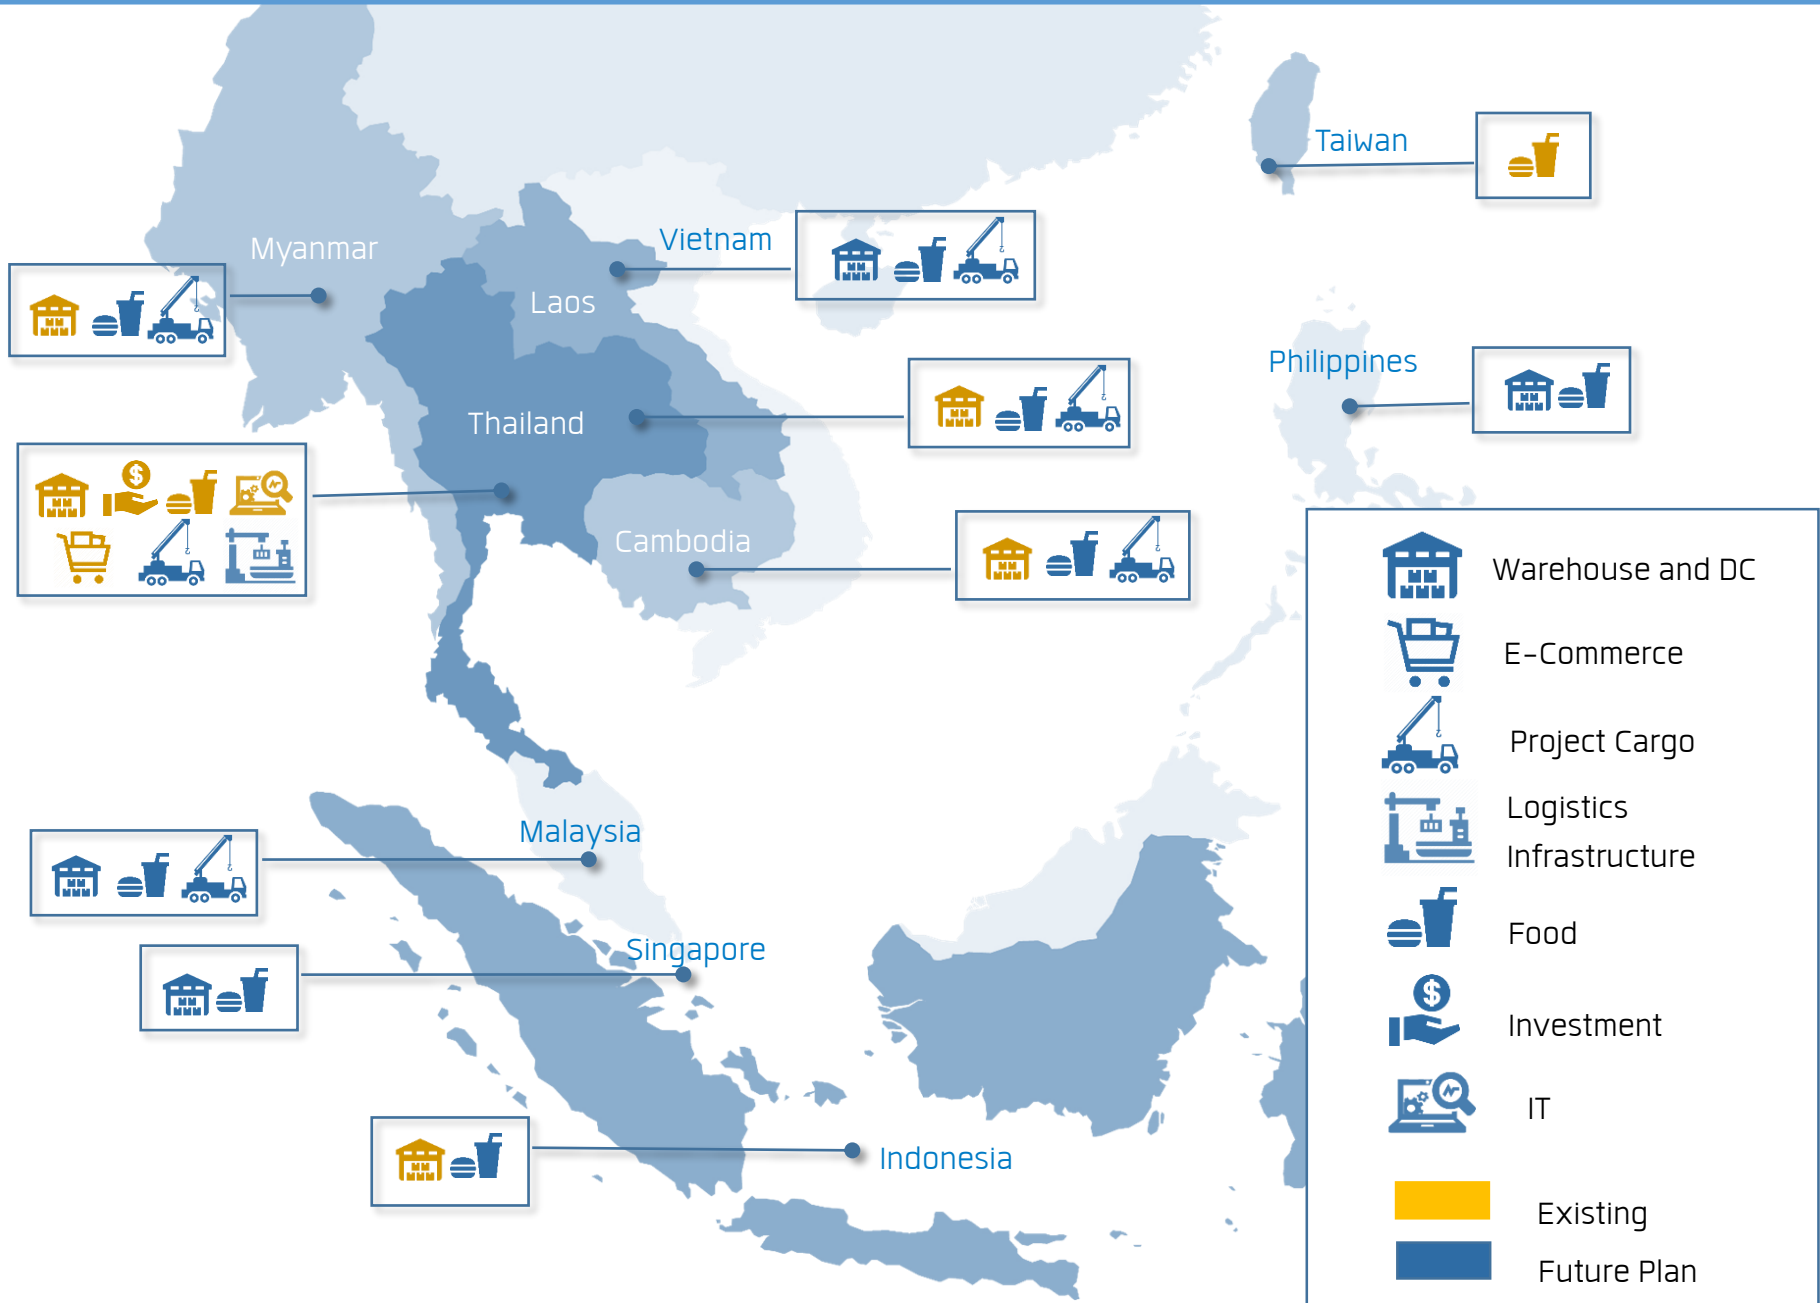 Taiwan
Myanmar
Vietnam
Laos
Philippines
Thailand
Cambodia
Malaysia
Singapore
Indonesia
Warehouse and DC
E-Commerce
Project Cargo
Logistics
Infrastructure
Food
Investment
IT
Existing
Future Plan